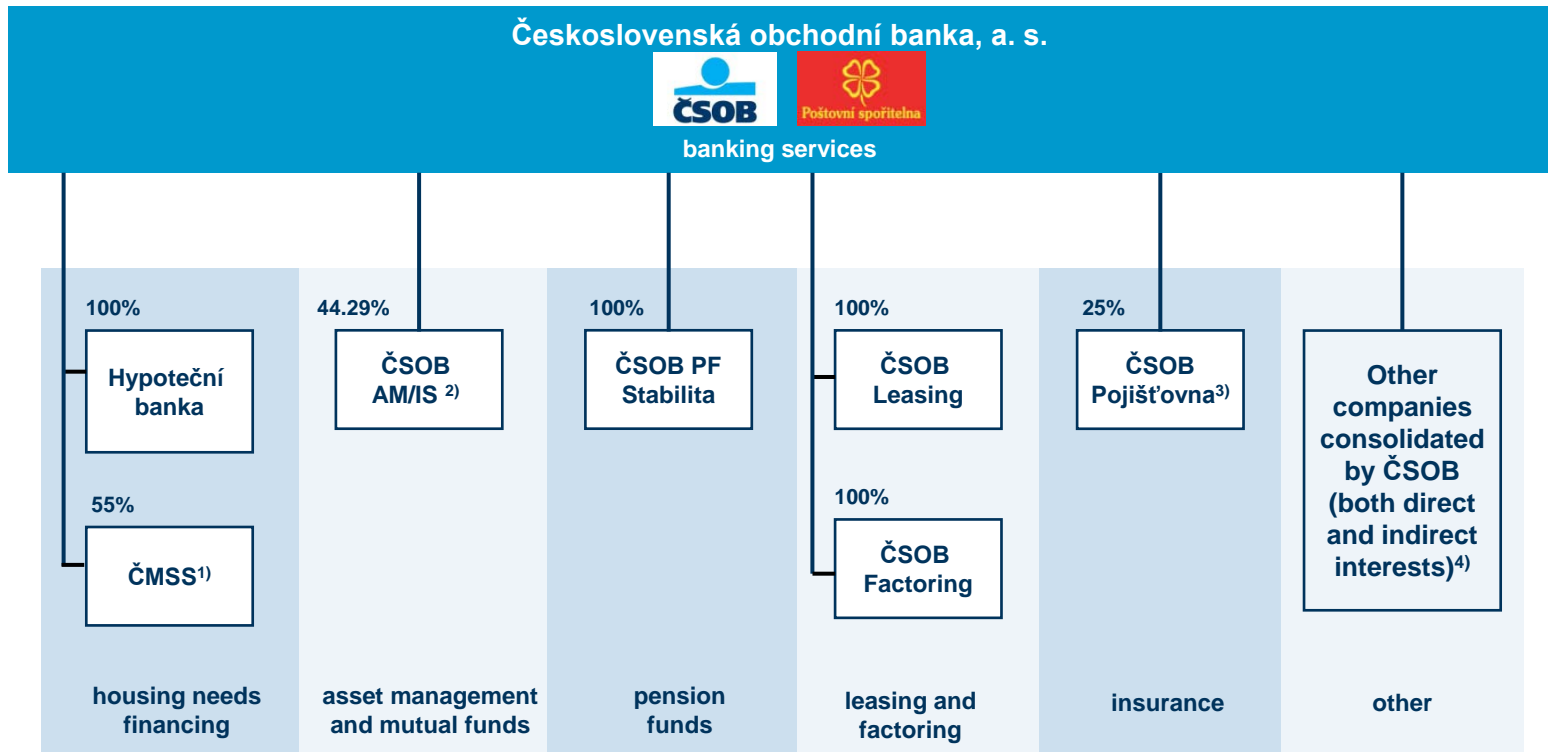 Československá obchodní banka, a. s.
ČSOB
Poštovní spořitelna
banking services
100%
Hypoteční
banka
55%
ČMSS1)
housing needs
financing
44.29%
ČSOB
AM/IS 2)
asset management
and mutual funds
100%
ČSOB PF
Stabilita
pension
funds
100%
ČSOB
Leasing
100%
ČSOB
Factoring
leasing and
factoring
25%
ČSOB
Pojišťovna3)
insurance
Other
companies
consolidated
by ČSOB
(both direct
and indirect
interests)4)
other